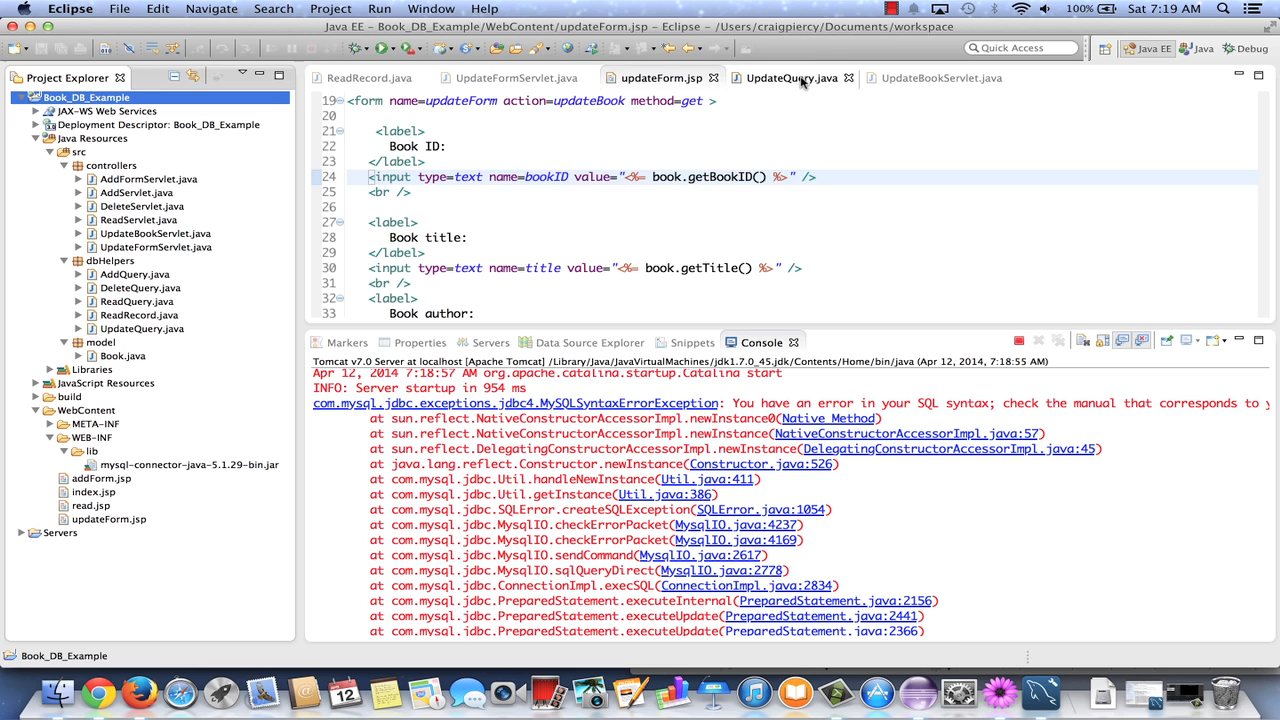 Eclipse File Edit Navigate Search Project Run Window Help 100% Sat 7:19 AM
Java EE - Book_DB_Example/WebContent/updateForm.jsp - Eclipse - /Users/craigpiercy/Documents/workspace
Quick Access Java EE Java Debug
Project Explorer
Book_DB_Example
JAX-WS Web Services
Deployment Descriptor: Book_DB_Example
Java Resources
src
controllers
AddFormServlet.java
AddServlet.java
DeleteServlet.java
ReadServlet.java
UpdateBookServlet.java
UpdateFormServlet.java
dbHelpers
AddQuery.java
DeleteQuery.java
ReadQuery.java
ReadRecord.java
UpdateQuery.java
model
Book.java
Libraries
JavaScript Resources
build
WebContent
META-INF
WEB-INF
lib
mysql-connector-java-5.1.29-bin.jar
addForm.jsp
index.jsp
read.jsp
updateForm.jsp
Servers
ReadRecord.java UpdateFormServlet.java updateForm.jsp UpdateQuery.java UpdateBookServlet.java
19 <form name=updateForm action=updateBook method=get >
20
21 <label>
22 Book ID:
23 </label>
24 <input type=text name=bookID value="<%= book.getBookID() %>" />
25 <br />
26
27 <label>
28 Book title:
29 </label>
30 <input type=text name=title value="<%= book.getTitle() %>" />
31 <br />
32 <label>
33 Book author:
Markers Properties Servers Data Source Explorer Snippets Console
Tomcat v7.0 Server at localhost [Apache Tomcat] /Library/Java/JavaVirtualMachines/jdk1.7.0_45.jdk/Contents/Home/bin/java (Apr 12, 2014 7:18:55 AM)
Apr 12, 2014 7:18:57 AM org.apache.catalina.startup.Catalina start
INFO: Server startup in 954 ms
com.mysql.jdbc.exceptions.jdbc4.MySQLSyntaxErrorException: You have an error in your SQL syntax; check the manual that corresponds to y
at sun.reflect.NativeConstructorAccessorImpl.newInstance0(Native Method)
at sun.reflect.NativeConstructorAccessorImpl.newInstance(NativeConstructorAccessorImpl.java:57)
at sun.reflect.DelegatingConstructorAccessorImpl.newInstance(DelegatingConstructorAccessorImpl.java:45)
at java.lang.reflect.Constructor.newInstance(Constructor.java:526)
at com.mysql.jdbc.Util.handleNewInstance(Util.java:411)
at com.mysql.jdbc.Util.getInstance(Util.java:386)
at com.mysql.jdbc.SQLError.createSQLException(SQLError.java:1054)
at com.mysql.jdbc.MysqlIO.checkErrorPacket(MysqlIO.java:4237)
at com.mysql.jdbc.MysqlIO.checkErrorPacket(MysqlIO.java:4169)
at com.mysql.jdbc.MysqlIO.sendCommand(MysqlIO.java:2617)
at com.mysql.jdbc.MysqlIO.sqlQueryDirect(MysqlIO.java:2778)
at com.mysql.jdbc.ConnectionImpl.execSQL(ConnectionImpl.java:2834)
at com.mysql.jdbc.PreparedStatement.executeInternal(PreparedStatement.java:2156)
at com.mysql.jdbc.PreparedStatement.executeUpdate(PreparedStatement.java:2441)
at com.mysql.jdbc.PreparedStatement.executeUpdate(PreparedStatement.java:2366)
Book_DB_Example
12